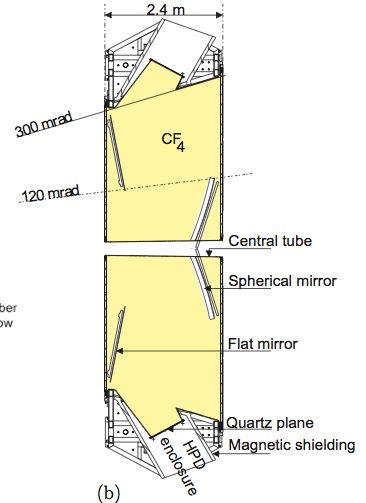 2.4 m
300 mrad
CF4
120 mrad
Central tube
Spherical mirror
ber
ow
Flat mirror
Quartz plane
Magnetic shielding
HPD
enclosure
(b)